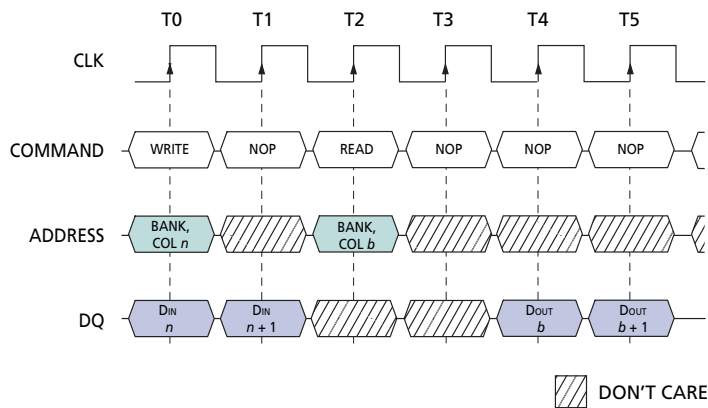 T0 T1 T2 T3 T4 T5
CLK
COMMAND WRITE NOP READ NOP NOP NOP
ADDRESS BANK, COL n BANK, COL b
DQ DIN n DIN n + 1 DOUT b DOUT b + 1
DON'T CARE